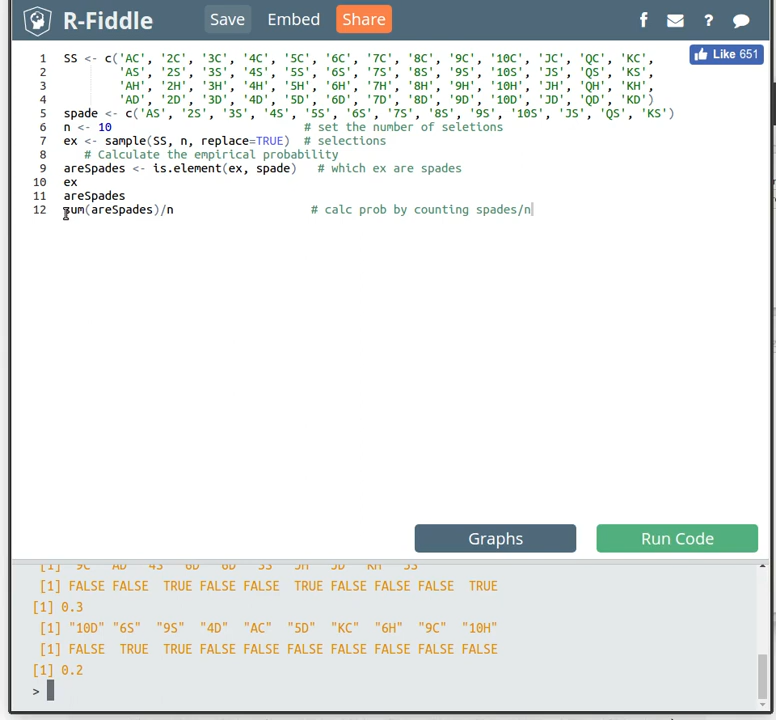 R-Fiddle Save Embed Share f ?
Like 651
1 SS <- c('AC', '2C', '3C', '4C', '5C', '6C', '7C', '8C', '9C', '10C', 'JC', 'QC', 'KC',
2 'AS', '2S', '3S', '4S', '5S', '6S', '7S', '8S', '9S', '10S', 'JS', 'QS', 'KS',
3 'AH', '2H', '3H', '4H', '5H', '6H', '7H', '8H', '9H', '10H', 'JH', 'QH', 'KH',
4 'AD', '2D', '3D', '4D', '5D', '6D', '7D', '8D', '9D', '10D', 'JD', 'QD', 'KD')
5 spade <- c('AS', '2S', '3S', '4S', '5S', '6S', '7S', '8S', '9S', '10S', 'JS', 'QS', 'KS')
6 n <- 10 # set the number of seletions
7 ex <- sample(SS, n, replace=TRUE) # selections
8 # Calculate the empirical probability
9 areSpades <- is.element(ex, spade) # which ex are spades
10 ex
11 areSpades
12 sum(areSpades)/n # calc prob by counting spades/n
Graphs Run Code
[1] FALSE FALSE TRUE FALSE FALSE TRUE FALSE FALSE FALSE TRUE
[1] 0.3
[1] "10D" "6S" "9S" "4D" "AC" "5D" "KC" "6H" "9C" "10H"
[1] FALSE TRUE TRUE FALSE FALSE FALSE FALSE FALSE FALSE FALSE
[1] 0.2
>